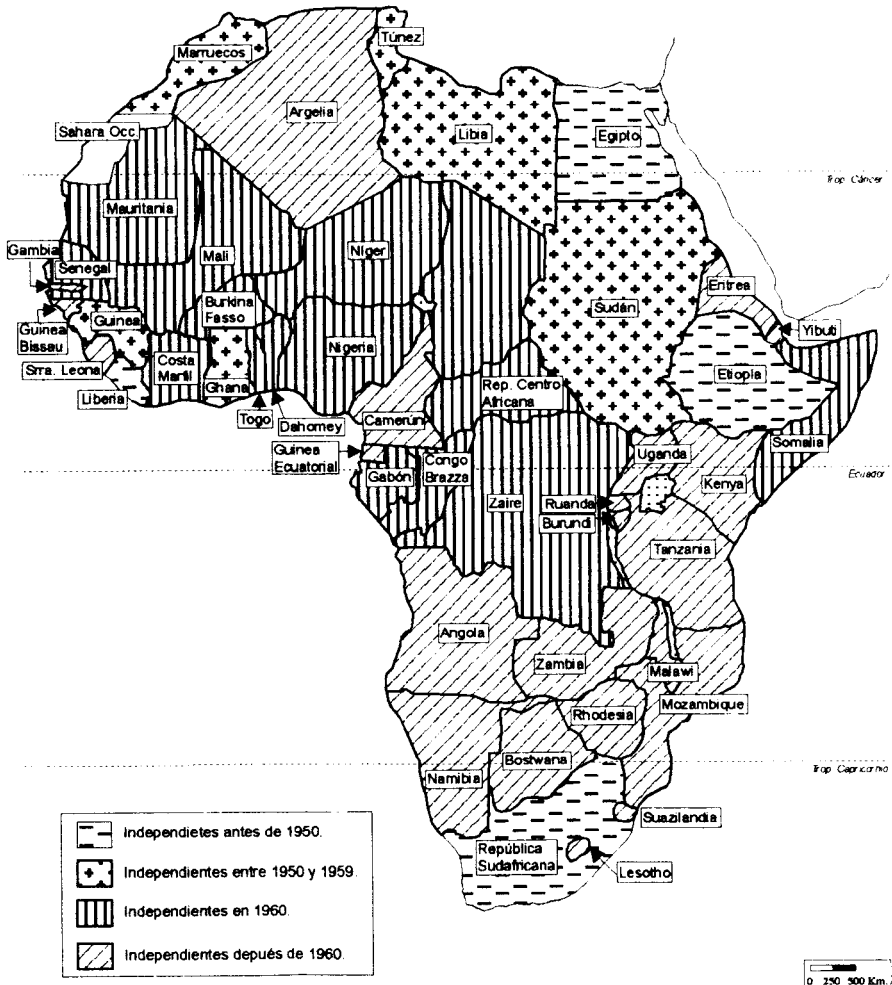 Túnez
Marruecos
Argelia
Libia
Egipto
Sahara Occ.
Trop. Cáncer
Mauritania
Mali
Níger
Gambia
Senegal
Eritrea
Burkina
Fasso
Sudán
Yibuti
Guinea
Guinea
Bissau
Nigeria
Costa
Marfil
Etiopía
Srra. Leona
Rep. Centro
Africana
Ghana
Liberia
Togo
Dahomey
Camerún
Somalia
Guinea
Ecuatorial
Uganda
Congo
Brazza
Ecuador
Gabón
Kenya
Zaire
Ruanda
Burundi
Tanzania
Angola
Zambia
Malawi
Mozambique
Rhodesia
Bostwana
Trop. Capricornio
Namibia
Suazilandia
República
Sudafricana
Lesotho
Independietes antes de 1950.
Independientes entre 1950 y 1959.
Independientes en 1960.
Independientes depués de 1960.
0 250 500 Km.